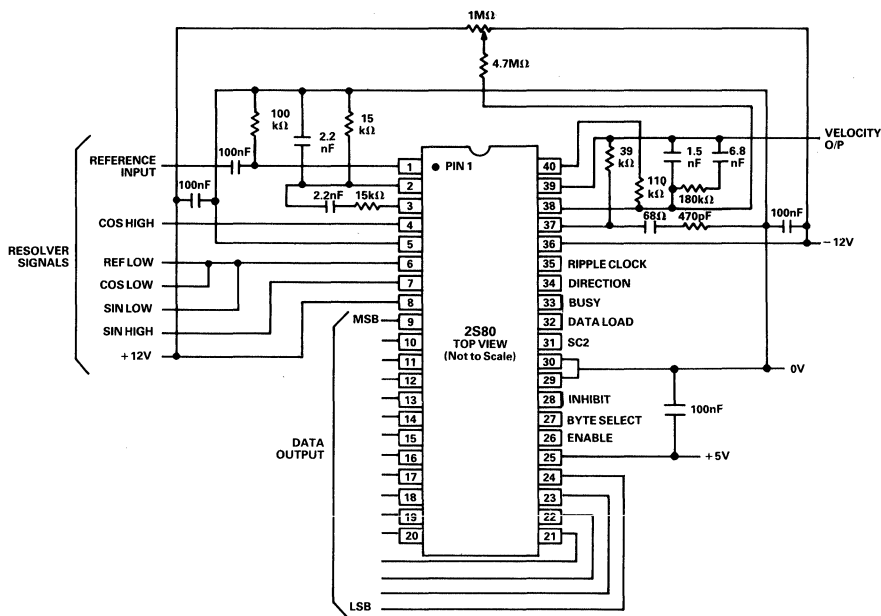 1MΩ
4.7MΩ
100 kΩ
2.2 nF
15 kΩ
100nF
REFERENCE INPUT
100nF
2.2nF
15kΩ
COS HIGH
RESOLVER SIGNALS
REF LOW
COS LOW
SIN LOW
SIN HIGH
+12V
MSB
DATA OUTPUT
LSB
PIN 1
1
2
3
4
5
6
7
8
9
10
11
12
13
14
15
16
17
18
19
20
2S80
TOP VIEW
(Not to Scale)
40
39
38
37
36
35
34
33
32
31
30
29
28
27
26
25
24
23
22
21
39 kΩ
110 kΩ
1.5 nF
6.8 nF
180kΩ
68Ω
470pF
100nF
VELOCITY O/P
−12V
RIPPLE CLOCK
DIRECTION
BUSY
DATA LOAD
SC2
0V
INHIBIT
BYTE SELECT
ENABLE
100nF
+5V